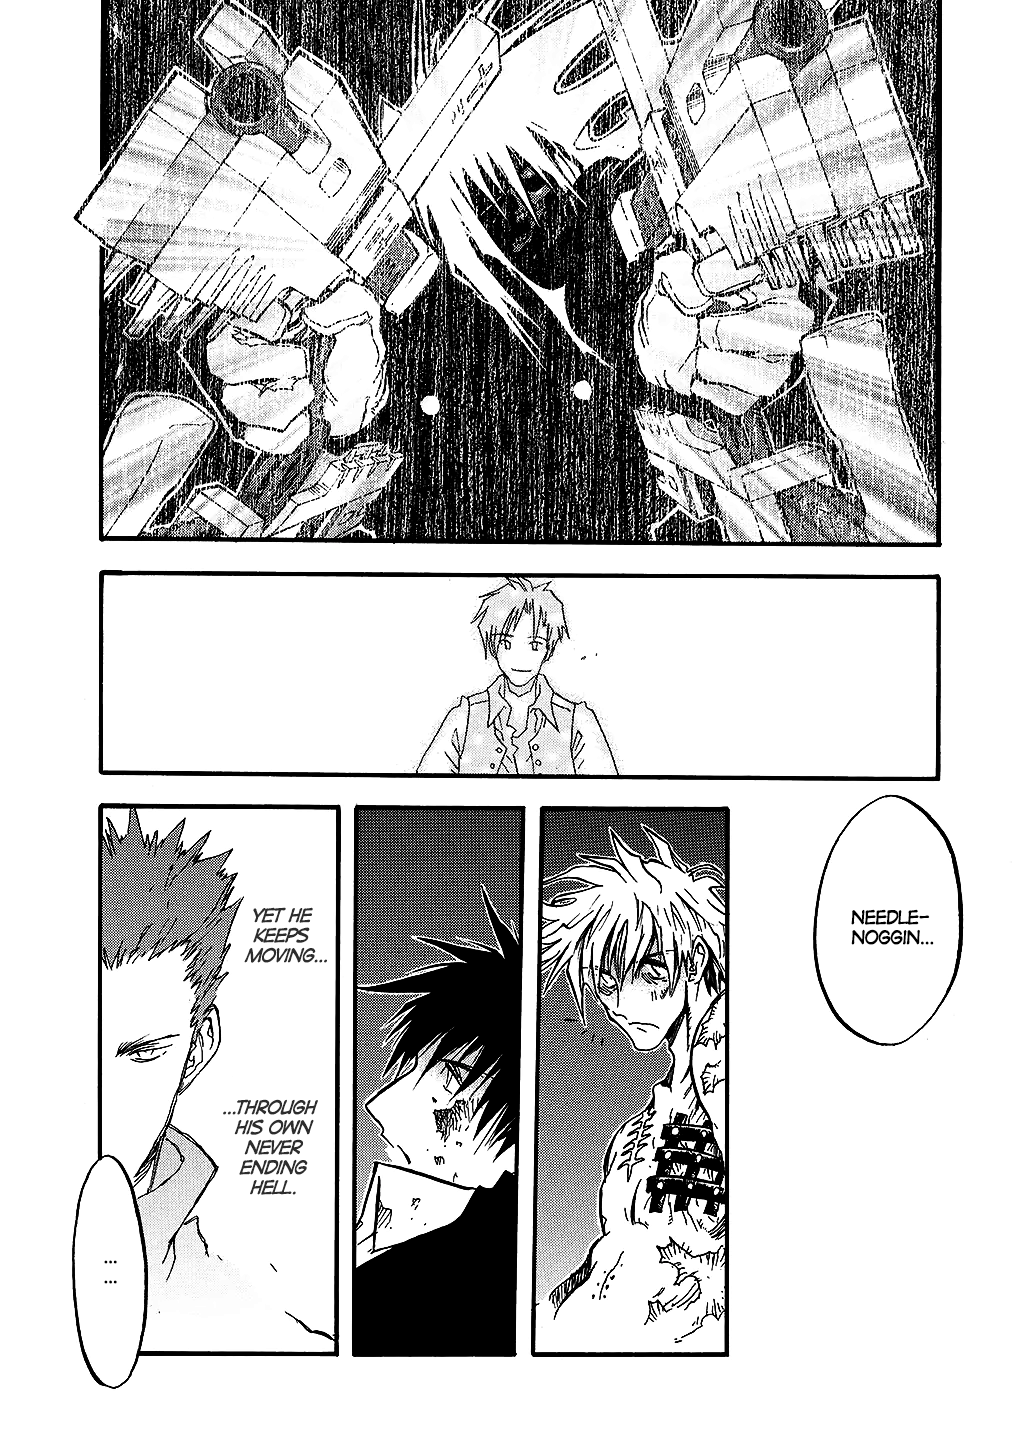 NEEDLE-
NOGGIN...
YET HE
KEEPS
MOVING...
...THROUGH
HIS OWN
NEVER
ENDING
HELL.
...
...